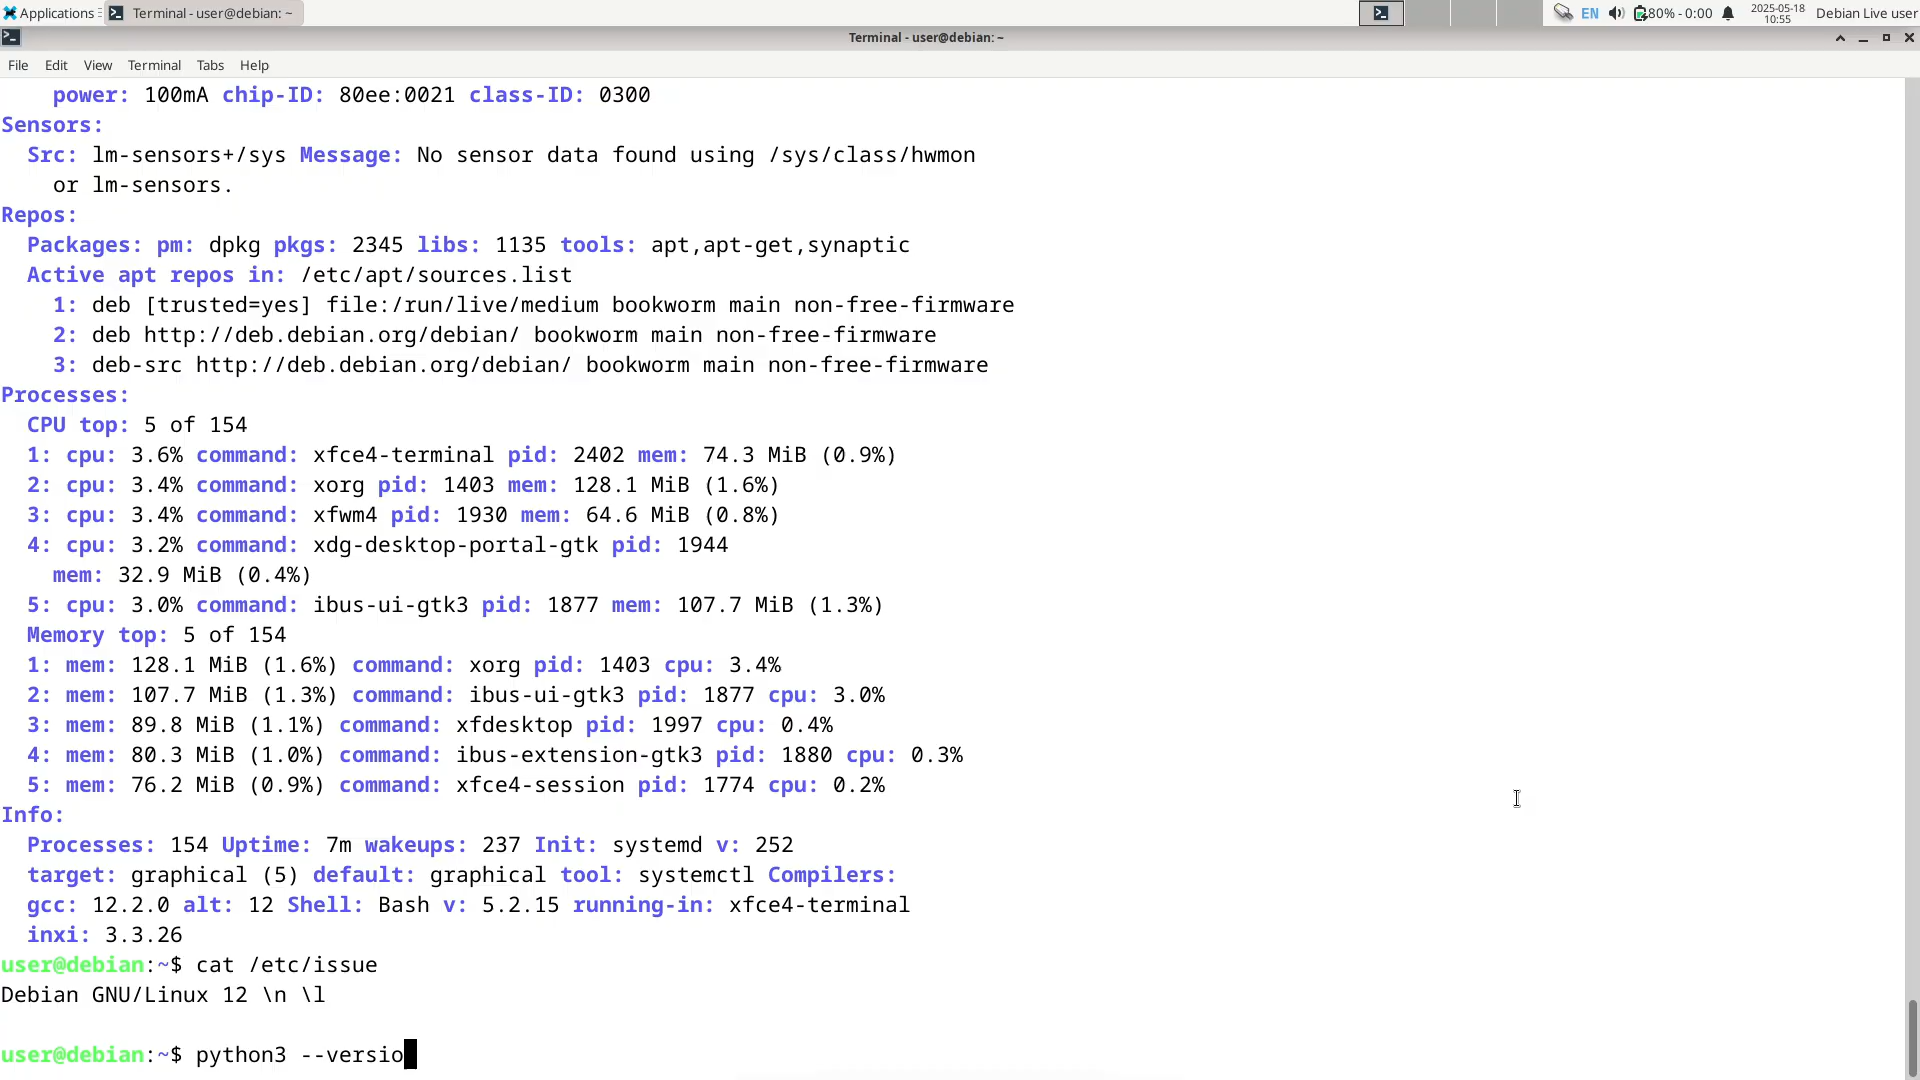 Applications
Terminal - user@debian: ~
EN
80% - 0:00
2025-05-18
10:55
Debian Live user
Terminal - user@debian: ~
File Edit View Terminal Tabs Help
power: 100mA chip-ID: 80ee:0021 class-ID: 0300
Sensors:
Src: lm-sensors+/sys Message: No sensor data found using /sys/class/hwmon
or lm-sensors.
Repos:
Packages: pm: dpkg pkgs: 2345 libs: 1135 tools: apt,apt-get,synaptic
Active apt repos in: /etc/apt/sources.list
1: deb [trusted=yes] file:/run/live/medium bookworm main non-free-firmware
2: deb http://deb.debian.org/debian/ bookworm main non-free-firmware
3: deb-src http://deb.debian.org/debian/ bookworm main non-free-firmware
Processes:
CPU top: 5 of 154
1: cpu: 3.6% command: xfce4-terminal pid: 2402 mem: 74.3 MiB (0.9%)
2: cpu: 3.4% command: xorg pid: 1403 mem: 128.1 MiB (1.6%)
3: cpu: 3.4% command: xfwm4 pid: 1930 mem: 64.6 MiB (0.8%)
4: cpu: 3.2% command: xdg-desktop-portal-gtk pid: 1944
mem: 32.9 MiB (0.4%)
5: cpu: 3.0% command: ibus-ui-gtk3 pid: 1877 mem: 107.7 MiB (1.3%)
Memory top: 5 of 154
1: mem: 128.1 MiB (1.6%) command: xorg pid: 1403 cpu: 3.4%
2: mem: 107.7 MiB (1.3%) command: ibus-ui-gtk3 pid: 1877 cpu: 3.0%
3: mem: 89.8 MiB (1.1%) command: xfdesktop pid: 1997 cpu: 0.4%
4: mem: 80.3 MiB (1.0%) command: ibus-extension-gtk3 pid: 1880 cpu: 0.3%
5: mem: 76.2 MiB (0.9%) command: xfce4-session pid: 1774 cpu: 0.2%
Info:
Processes: 154 Uptime: 7m wakeups: 237 Init: systemd v: 252
target: graphical (5) default: graphical tool: systemctl Compilers:
gcc: 12.2.0 alt: 12 Shell: Bash v: 5.2.15 running-in: xfce4-terminal
inxi: 3.3.26
user@debian:~$ cat /etc/issue
Debian GNU/Linux 12 \n \l
user@debian:~$ python3 --versio